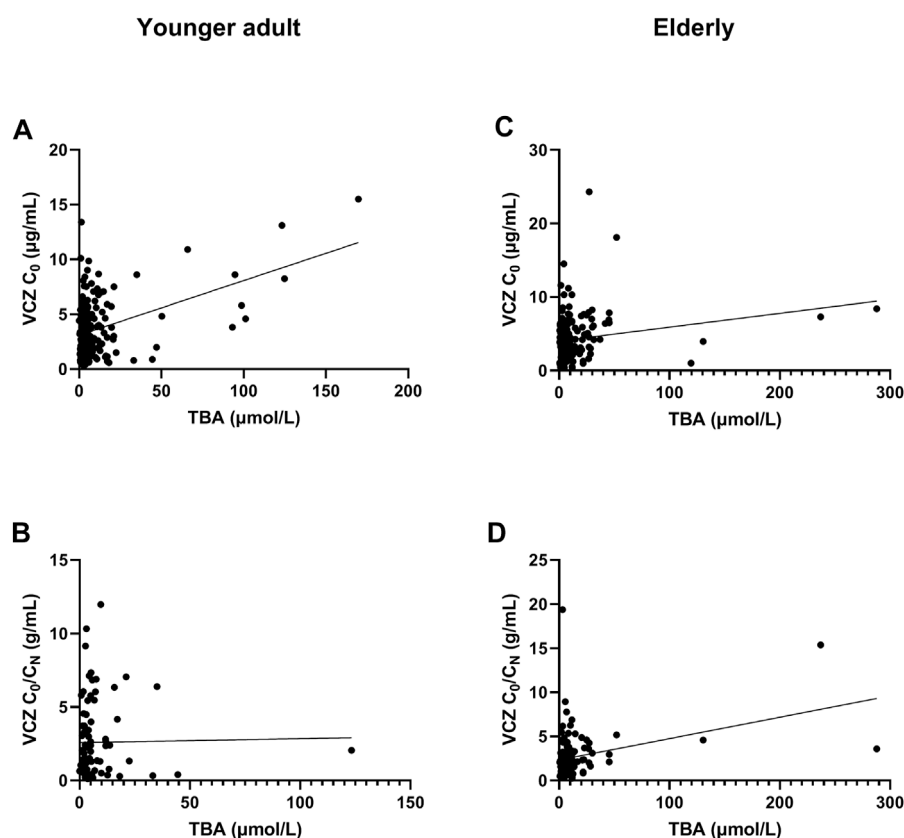 Younger adult
Elderly
A
VCZ C₀ (µg/mL)
20
15
10
5
0
0
50
100
150
200
TBA (µmol/L)
C
VCZ C₀ (µg/mL)
30
20
10
0
0
100
200
300
TBA (µmol/L)
B
VCZ C₀/C_N (g/mL)
15
10
5
0
0
50
100
150
TBA (µmol/L)
D
VCZ C₀/C_N (g/mL)
25
20
15
10
5
0
0
100
200
300
TBA (µmol/L)